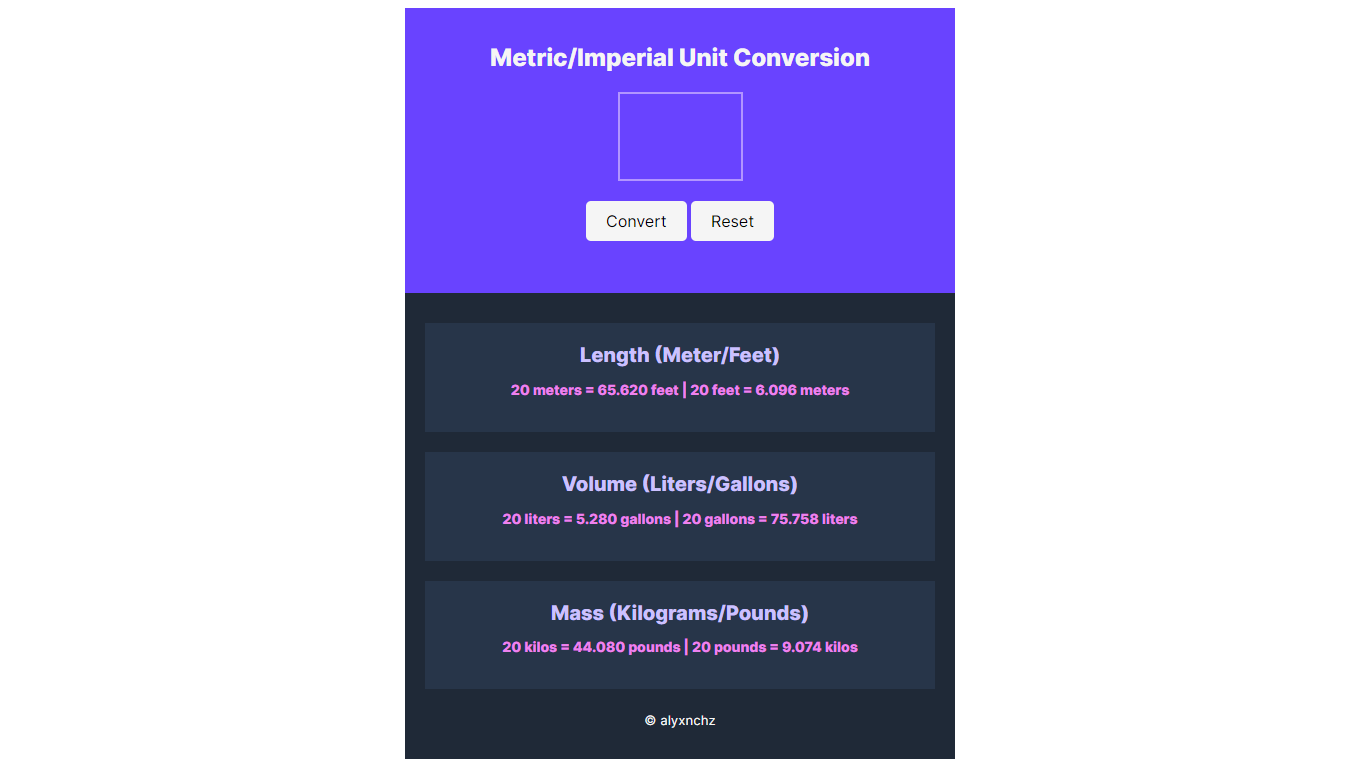 Metric/Imperial Unit Conversion
Convert Reset
Length (Meter/Feet)
20 meters = 65.620 feet | 20 feet = 6.096 meters
Volume (Liters/Gallons)
20 liters = 5.280 gallons | 20 gallons = 75.758 liters
Mass (Kilograms/Pounds)
20 kilos = 44.080 pounds | 20 pounds = 9.074 kilos
© alyxnchz